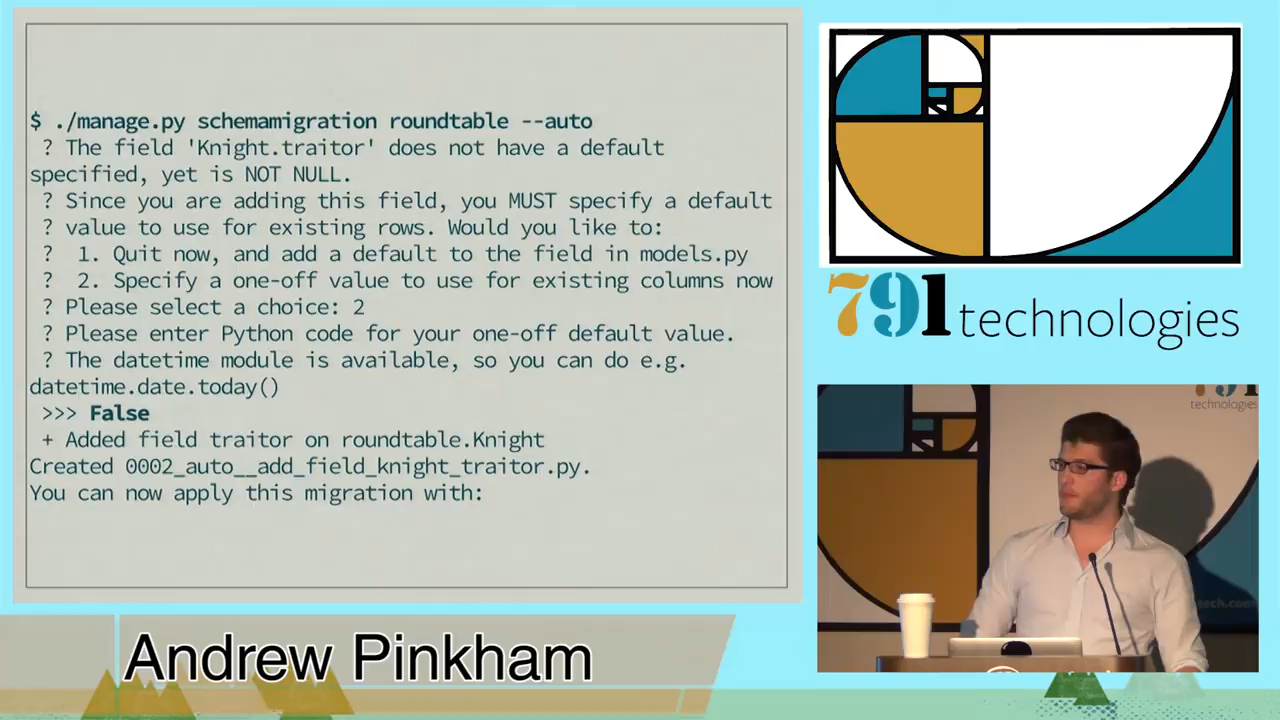 $ ./manage.py schemamigration roundtable --auto
? The field 'Knight.traitor' does not have a default
specified, yet is NOT NULL.
? Since you are adding this field, you MUST specify a default
? value to use for existing rows. Would you like to:
?  1. Quit now, and add a default to the field in models.py
?  2. Specify a one-off value to use for existing columns now
? Please select a choice: 2
? Please enter Python code for your one-off default value.
? The datetime module is available, so you can do e.g.
datetime.date.today()
>>> False
+ Added field traitor on roundtable.Knight
Created 0002_auto__add_field_knight_traitor.py.
You can now apply this migration with:
791 technologies
791
technologies
tech.com
Andrew Pinkham